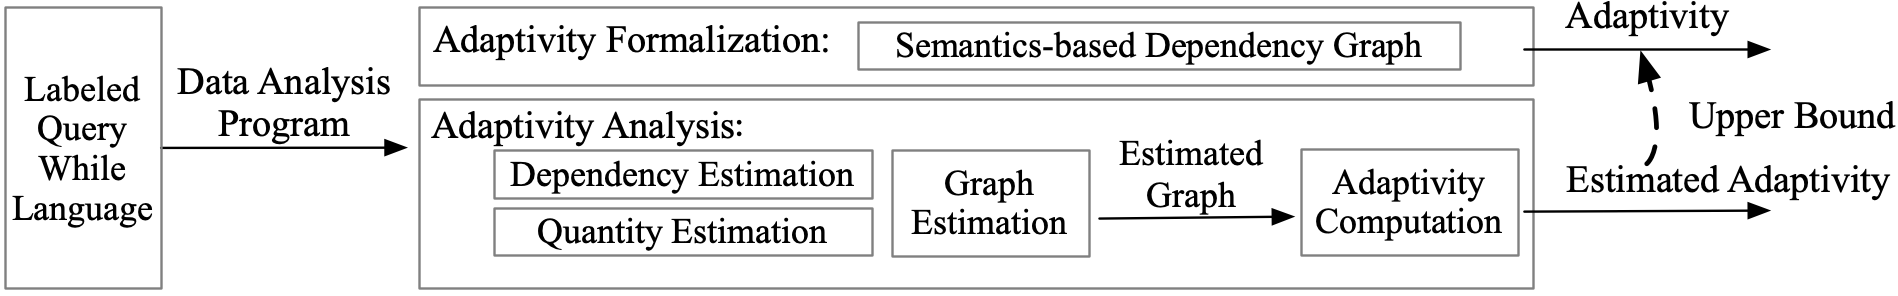 Labeled
Query
While
Language
Data Analysis
Program
Adaptivity Formalization:
Semantics-based Dependency Graph
Adaptivity Analysis:
Dependency Estimation
Quantity Estimation
Graph
Estimation
Estimated
Graph
Adaptivity
Computation
Adaptivity
Upper Bound
Estimated Adaptivity